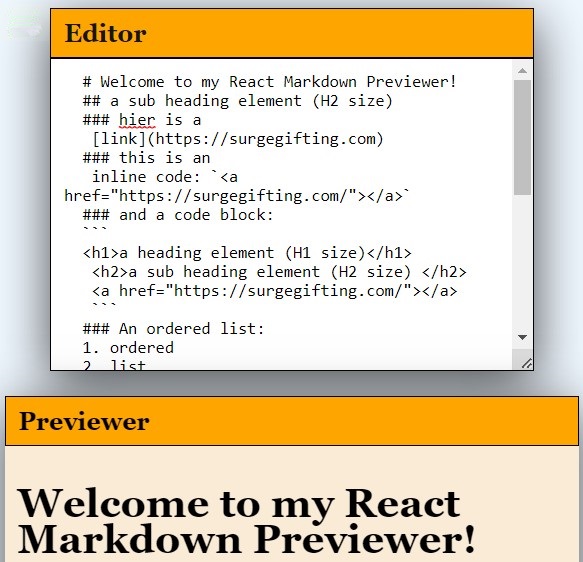 Editor
# Welcome to my React Markdown Previewer!
## a sub heading element (H2 size)
### hier is a
[link](https://surgegifting.com)
### this is an
inline code: `<a
href="https://surgegifting.com/"></a>`
### and a code block:
```
<h1>a heading element (H1 size)</h1>
<h2>a sub heading element (H2 size) </h2>
<a href="https://surgegifting.com/"></a>
```
### An ordered list:
1. ordered
2. list
Previewer
Welcome to my React
Markdown Previewer!